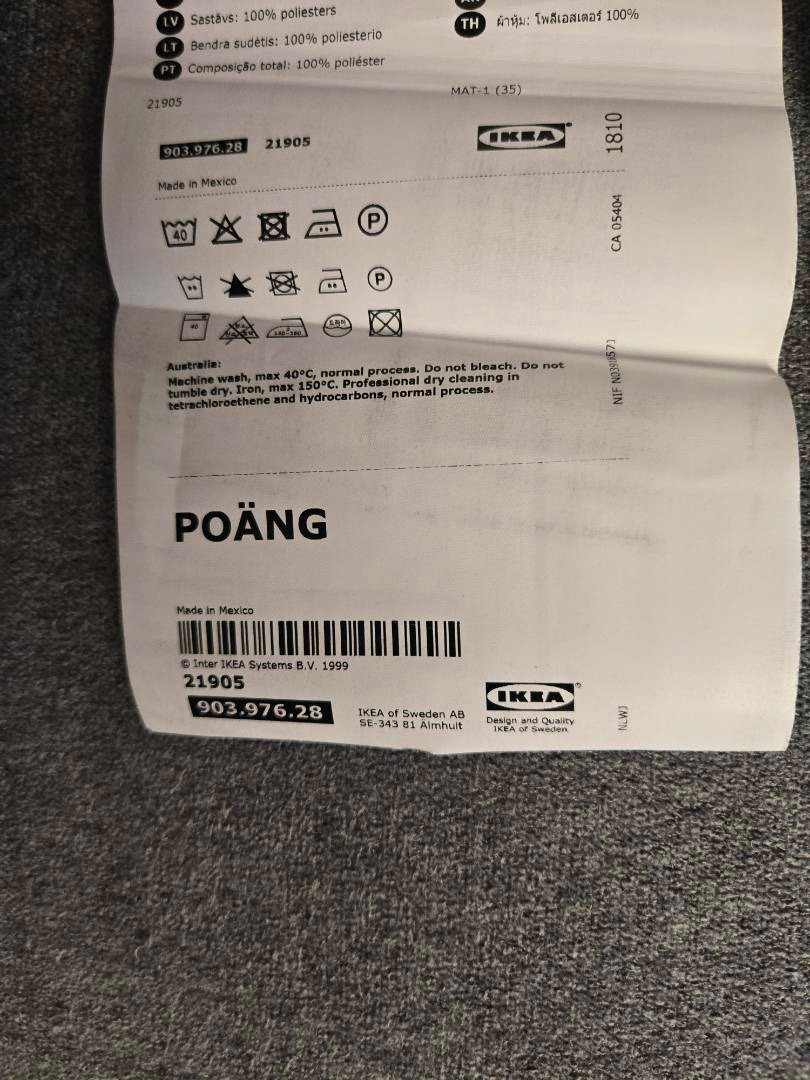 LV Sastāvs: 100% poliesters
LT Bendra sudėtis: 100% poliesterio
PT Composição total: 100% poliéster
TH ผ้าหุ้ม: โพลีเอสเตอร์ 100%
21905
MAT-1 (35)
903.976.28 21905
IKEA
1810
Made in Mexico
CA 05404
40
P
P
40
Australia:
Machine wash, max 40°C, normal process. Do not bleach. Do not
tumble dry. Iron, max 150°C. Professional dry cleaning in
tetrachloroethene and hydrocarbons, normal process.
NIF
POÄNG
Made in Mexico
© Inter IKEA Systems B.V. 1999
21905
903.976.28
IKEA of Sweden AB
SE-343 81 Älmhult
IKEA®
Design and Quality
IKEA of Sweden